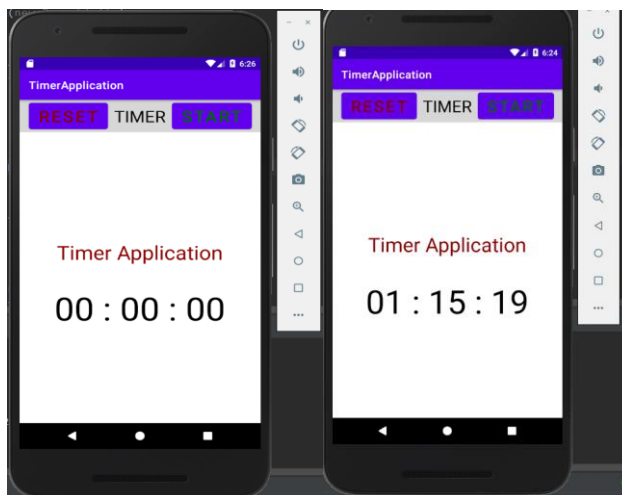 6:26
TimerApplication
RESET TIMER START
Timer Application
00 : 00 : 00
6:24
TimerApplication
RESET TIMER START
Timer Application
01 : 15 : 19